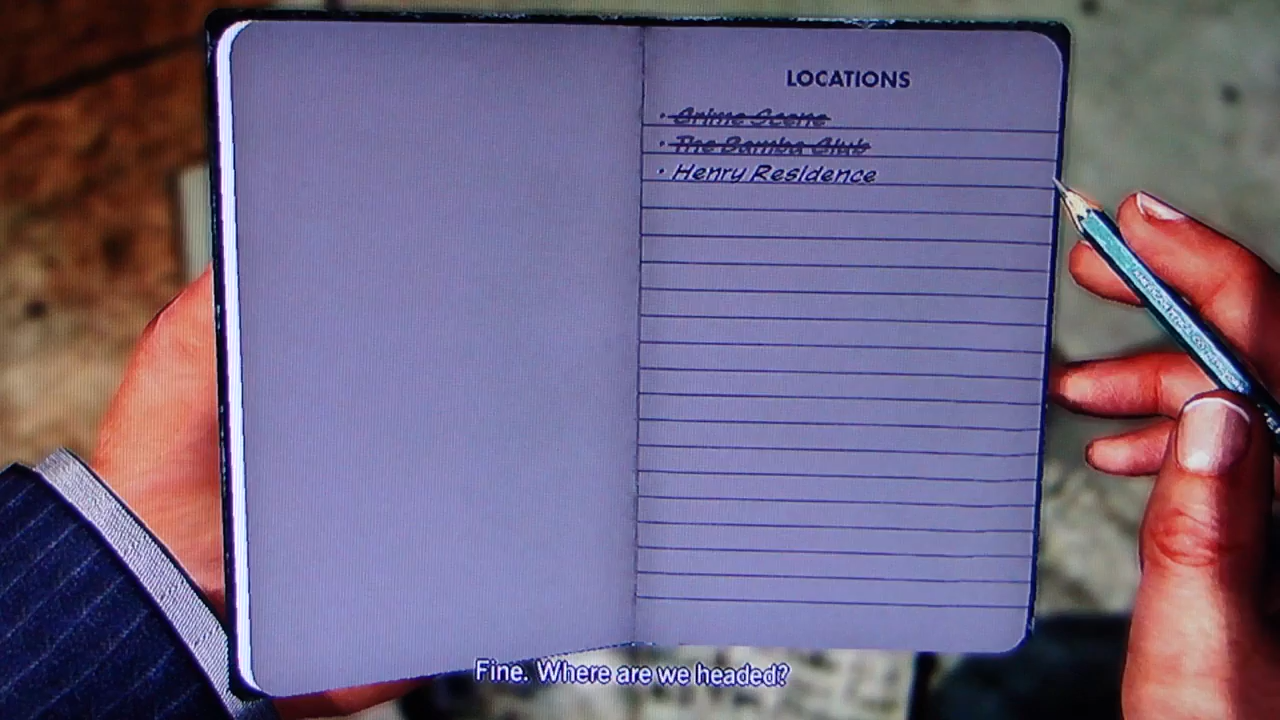 LOCATIONS
· Crime Scene
· The Bamba Club
· Henry Residence
Fine. Where are we headed?